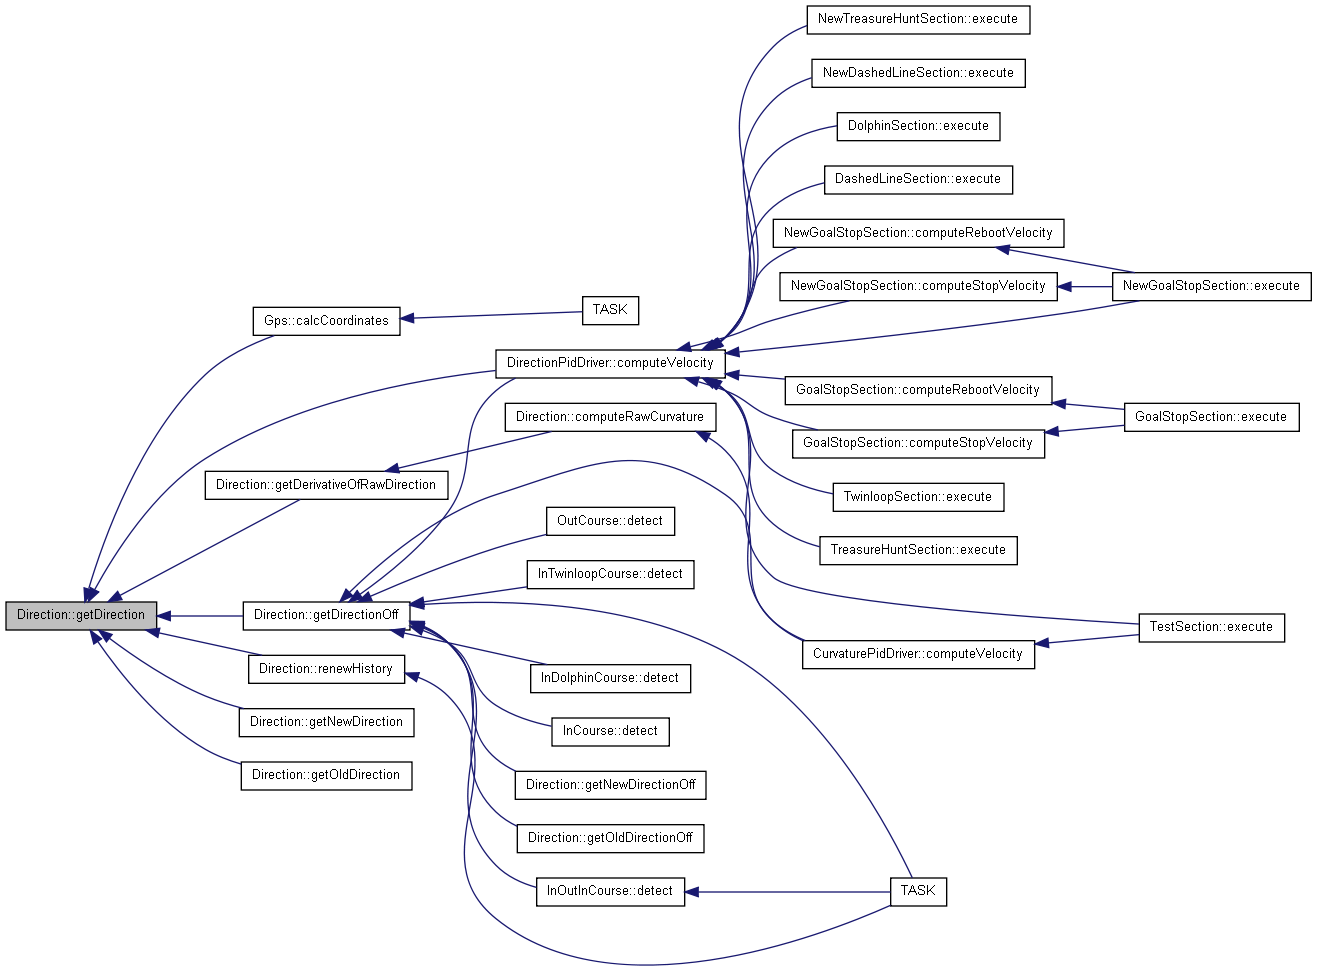 NewTreasureHuntSection::execute
NewDashedLineSection::execute
DolphinSection::execute
DashedLineSection::execute
NewGoalStopSection::computeRebootVelocity
NewGoalStopSection::computeStopVelocity
NewGoalStopSection::execute
TASK
Gps::calcCoordinates
DirectionPidDriver::computeVelocity
GoalStopSection::computeRebootVelocity
Direction::computeRawCurvature
GoalStopSection::execute
GoalStopSection::computeStopVelocity
Direction::getDerivativeOfRawDirection
TwinloopSection::execute
OutCourse::detect
TreasureHuntSection::execute
InTwinloopCourse::detect
Direction::getDirection
Direction::getDirectionOff
TestSection::execute
CurvaturePidDriver::computeVelocity
Direction::renewHistory
InDolphinCourse::detect
Direction::getNewDirection
InCourse::detect
Direction::getOldDirection
Direction::getNewDirectionOff
Direction::getOldDirectionOff
InOutInCourse::detect
TASK